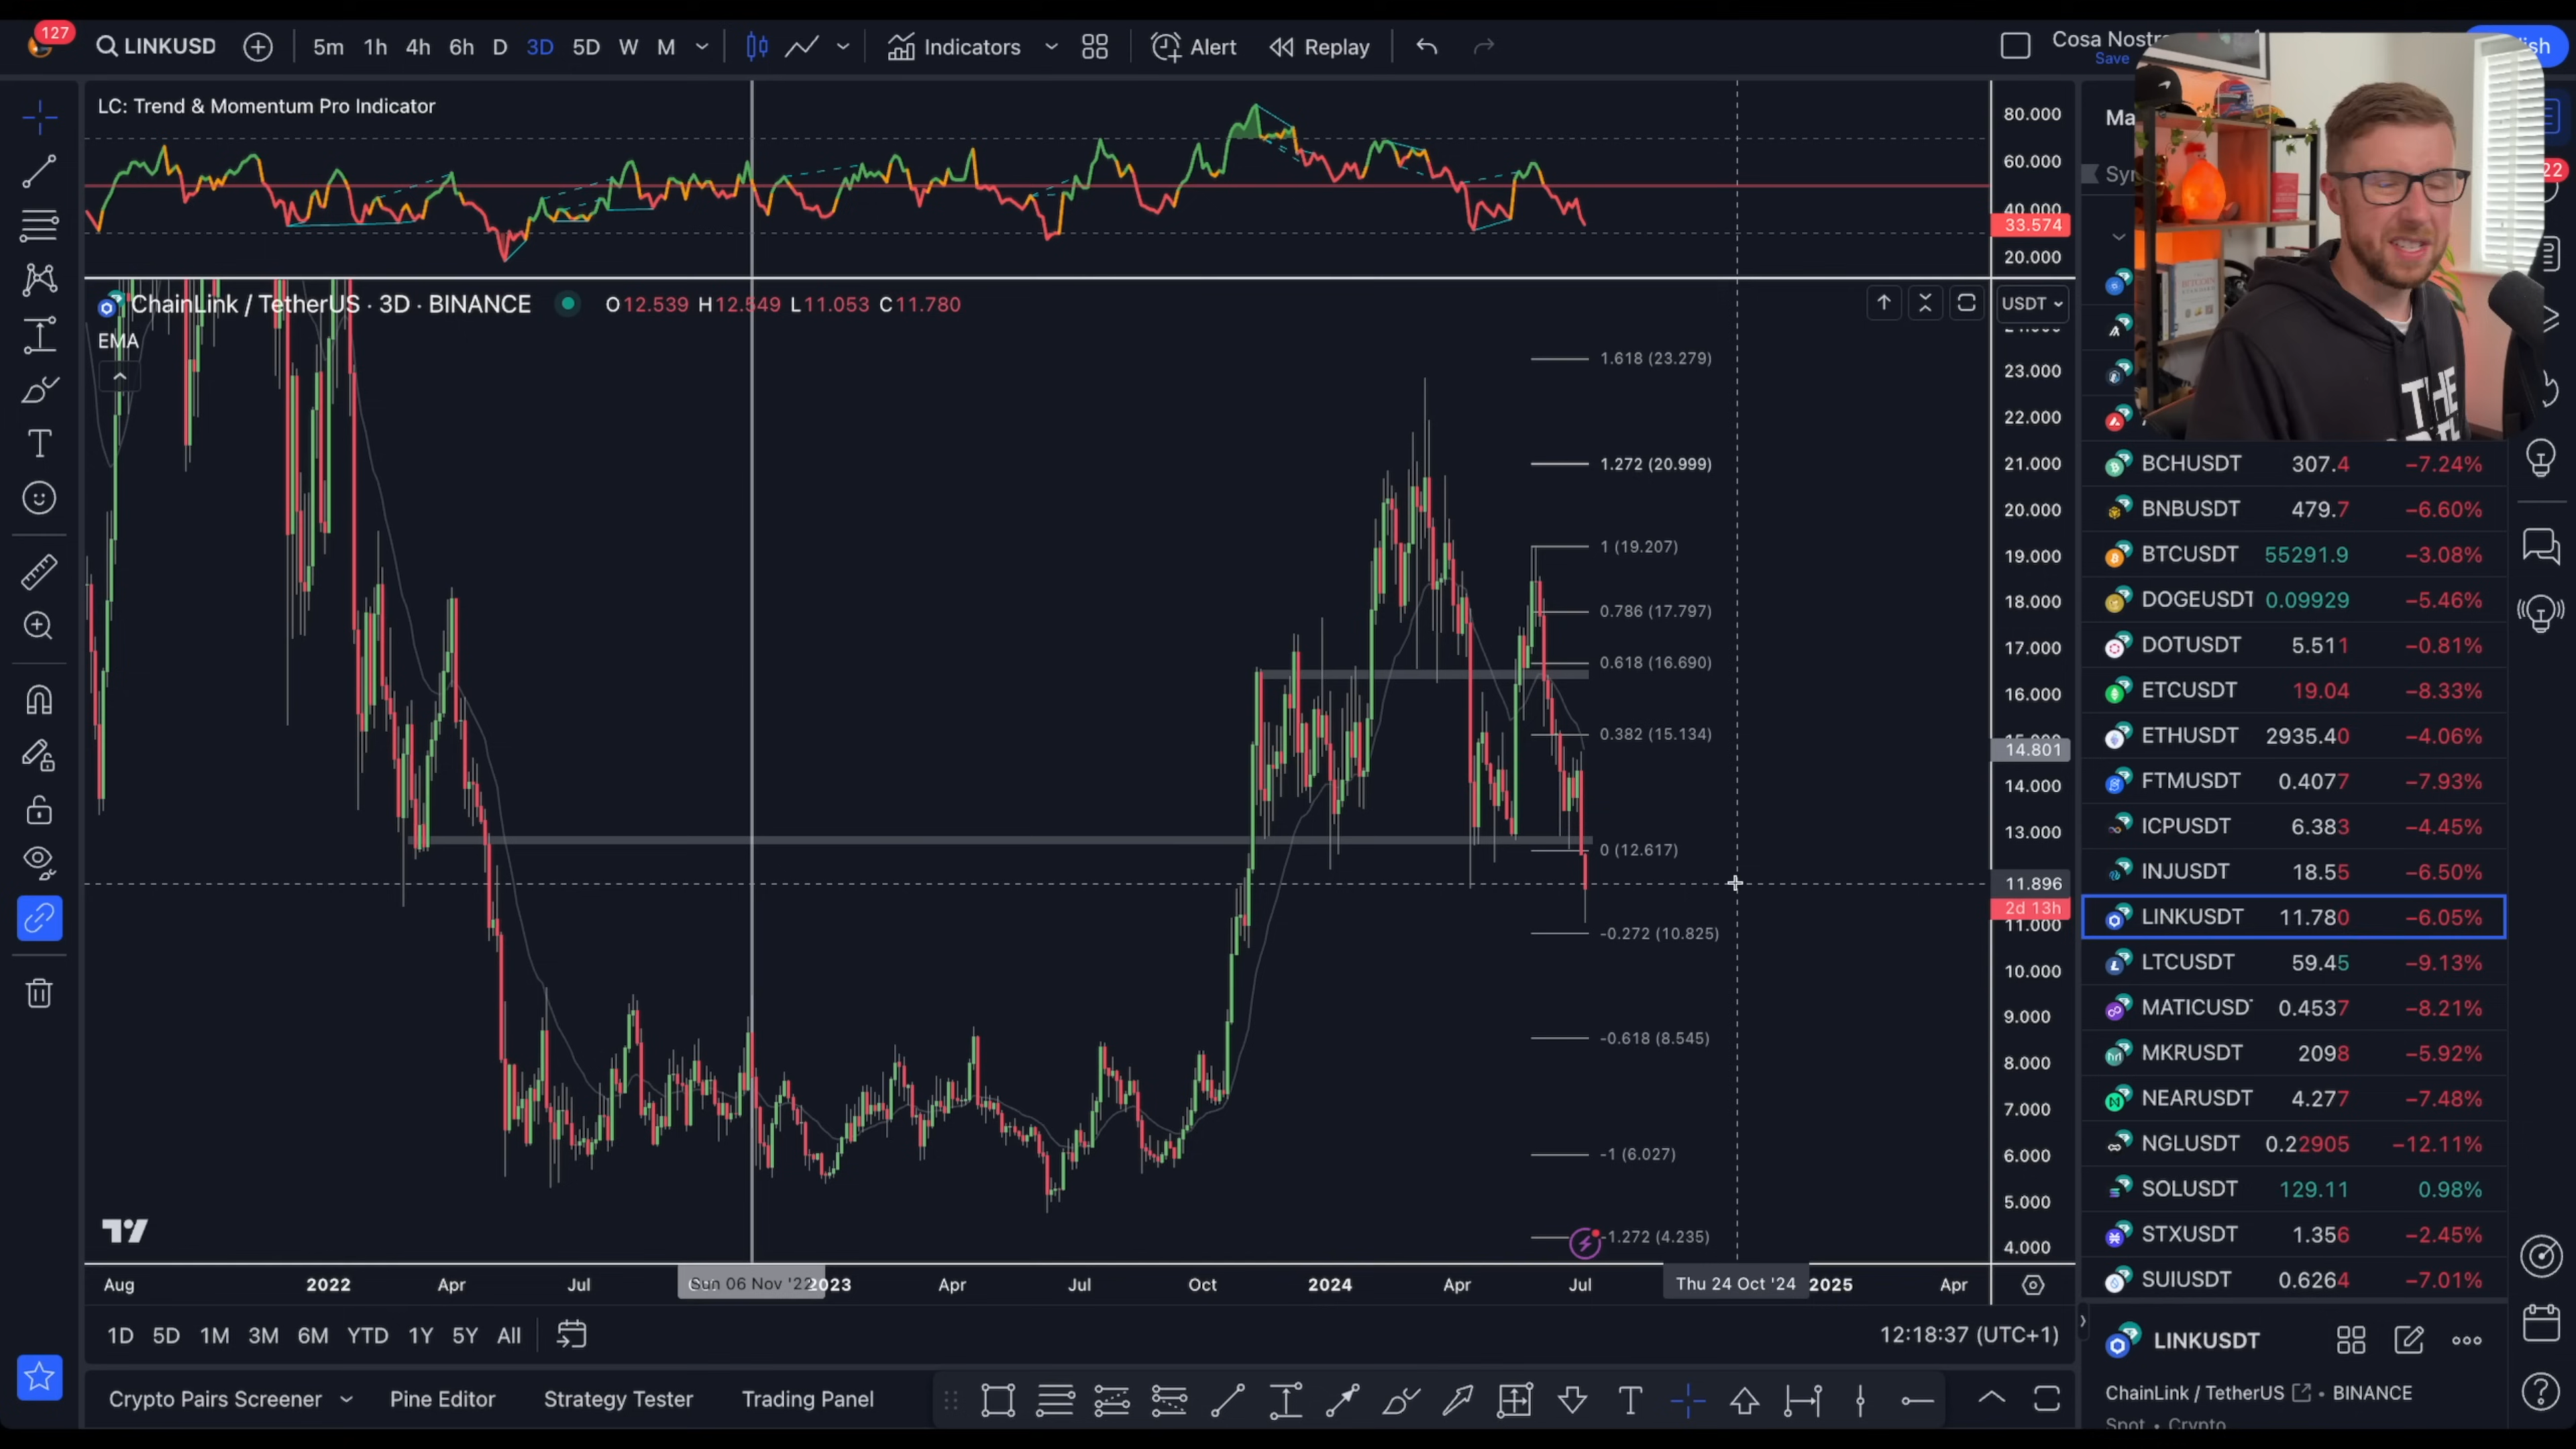 127
LINKUSD
5m 1h 4h 6h D 3D 5D W M
Indicators
Alert
Replay
Save
LC: Trend & Momentum Pro Indicator
80.000
60.000
40.000
33.574
20.000
ChainLink / TetherUS · 3D · BINANCE O12.539 H12.549 L11.053 C11.780
USDT
EMA
1.618 (23.279)
1.272 (20.999)
1 (19.207)
0.786 (17.797)
0.618 (16.690)
0.382 (15.134)
0 (12.617)
-0.272 (10.825)
-0.618 (8.545)
-1 (6.027)
-1.272 (4.235)
23.000
22.000
21.000
20.000
19.000
18.000
17.000
16.000
14.801
14.000
13.000
11.896
2d 13h
11.000
10.000
9.000
8.000
7.000
6.000
5.000
4.000
Aug 2022 Apr Jul Sun 06 Nov '22 2023 Apr Jul Oct 2024 Apr Jul Thu 24 Oct '24 2025 Apr
1D 5D 1M 3M 6M YTD 1Y 5Y All
12:18:37 (UTC+1)
Crypto Pairs Screener Pine Editor Strategy Tester Trading Panel
22
THE
BCHUSDT 307.4 −7.24%
BNBUSDT 479.7 −6.60%
BTCUSDT 55291.9 −3.08%
DOGEUSDT 0.09929 −5.46%
DOTUSDT 5.511 −0.81%
ETCUSDT 19.04 −8.33%
ETHUSDT 2935.40 −4.06%
FTMUSDT 0.4077 −7.93%
ICPUSDT 6.383 −4.45%
INJUSDT 18.55 −6.50%
LINKUSDT 11.780 −6.05%
LTCUSDT 59.45 −9.13%
MATICUSD 0.4537 −8.21%
MKRUSDT 2098 −5.92%
NEARUSDT 4.277 −7.48%
NGLUSDT 0.22905 −12.11%
SOLUSDT 129.11 0.98%
STXUSDT 1.356 −2.45%
SUIUSDT 0.6264 −7.01%
LINKUSDT
ChainLink / TetherUS • BINANCE
Spot • Crypto